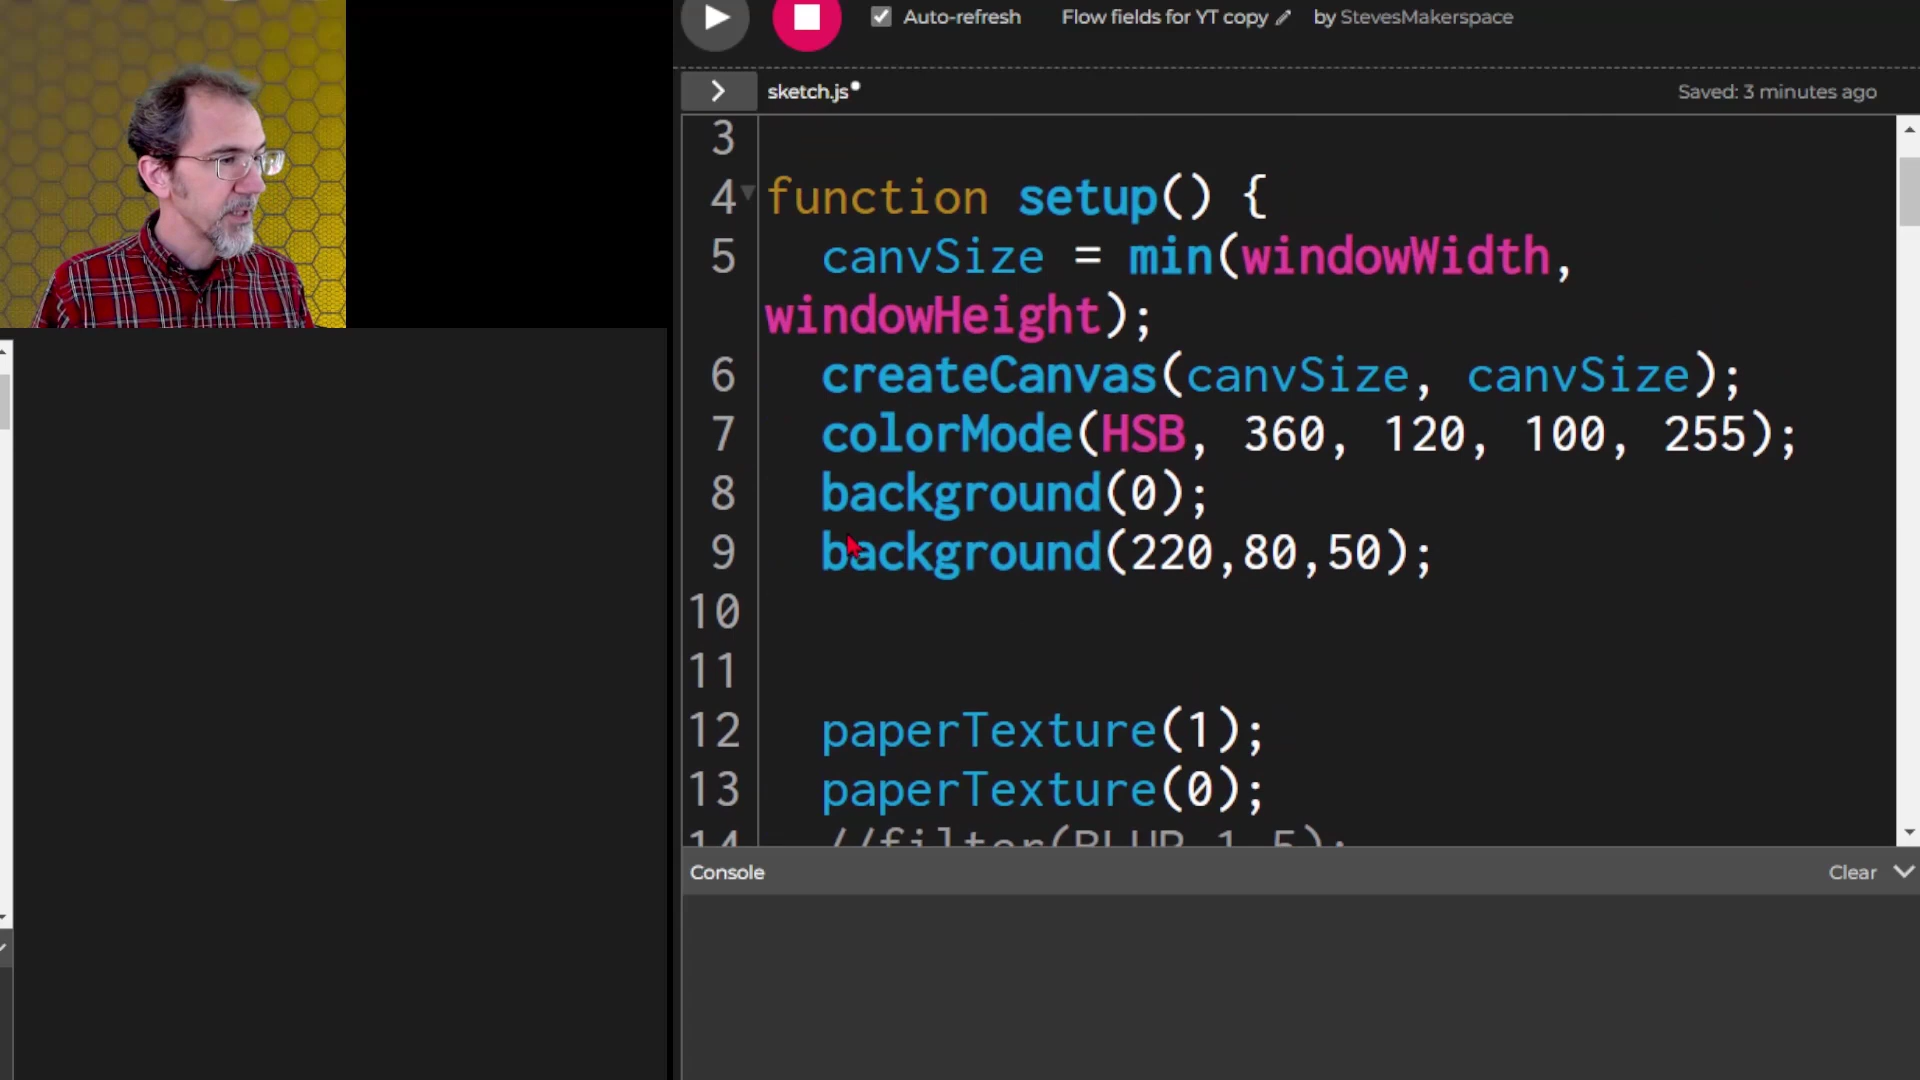 Auto-refresh Flow fields for YT copy by StevesMakerspace
sketch.js• Saved: 3 minutes ago
3
4 function setup() {
5 canvSize = min(windowWidth,
windowHeight);
6 createCanvas(canvSize, canvSize);
7 colorMode(HSB, 360, 120, 100, 255);
8 background(0);
9 background(220,80,50);
10
11
12 paperTexture(1);
13 paperTexture(0);
14 //filter(BLUR,1.5);
Console Clear